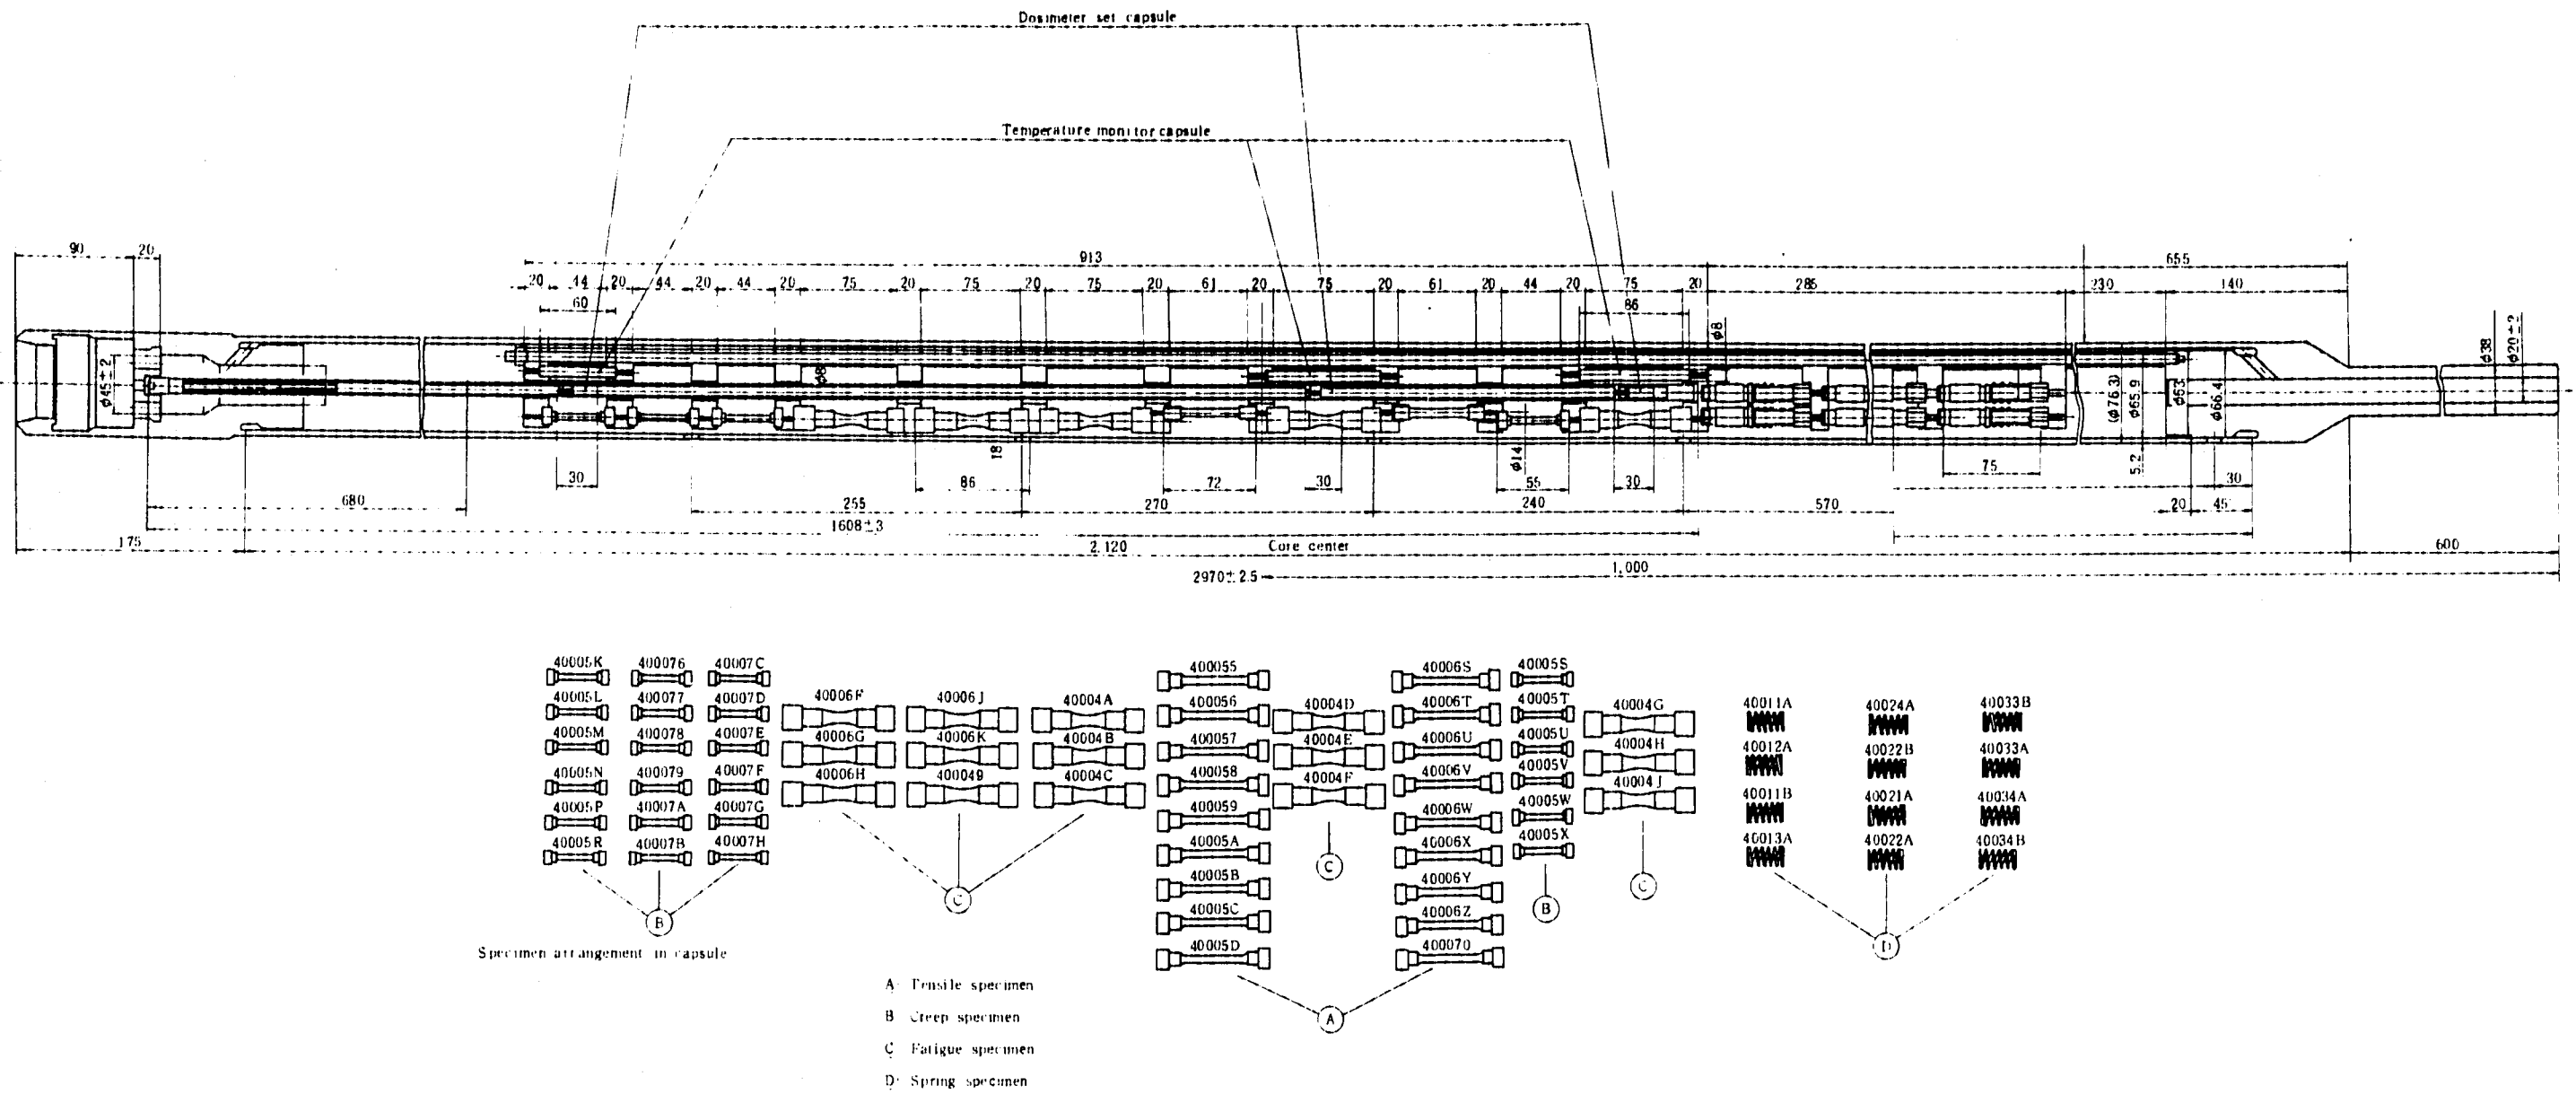 Dosimeter set capsule
Temperature monitor capsule
90 20 913 655
20 44 20 44 20 44 20 75 20 75 20 75 20 61 20 75 20 61 20 44 20 75 20 285 230 140
60 86
φ8
φ45±2 φ8 (φ76.3) φ65.9 φ63 φ66.4 φ38 φ20±2
18 φ14 5.2
30 86 72 30 55 30 75 30
680 255 270 240 570 20 45
1608±3
175 2.120 Core center 600
2970±2.5 1,000
40005K 400076 40007C 400055 40006S 40005S
40005L 400077 40007D 40006F 40006J 40004A 400056 40004D 40006T 40005T 40004G 40011A 40024A 40033B
40005M 400078 40007E 40006G 40006K 40004B 400057 40004E 40006U 40005U 40004H 40012A 40022B 40033A
40005N 400079 40007F 40006H 400049 40004C 400058 40004F 40006V 40005V 40004J
40005P 40007A 40007G 400059 40006W 40005W 40011B 40021A 40034A
40005R 40007B 40007H 40005A 40006X 40005X 40013A 40022A 40034B
40005B 40006Y
40005C 40006Z
40005D 400070
B C C B C D
Specimen arrangement in capsule
A
A Tensile specimen
B Creep specimen
C Fatigue specimen
D Spring specimen